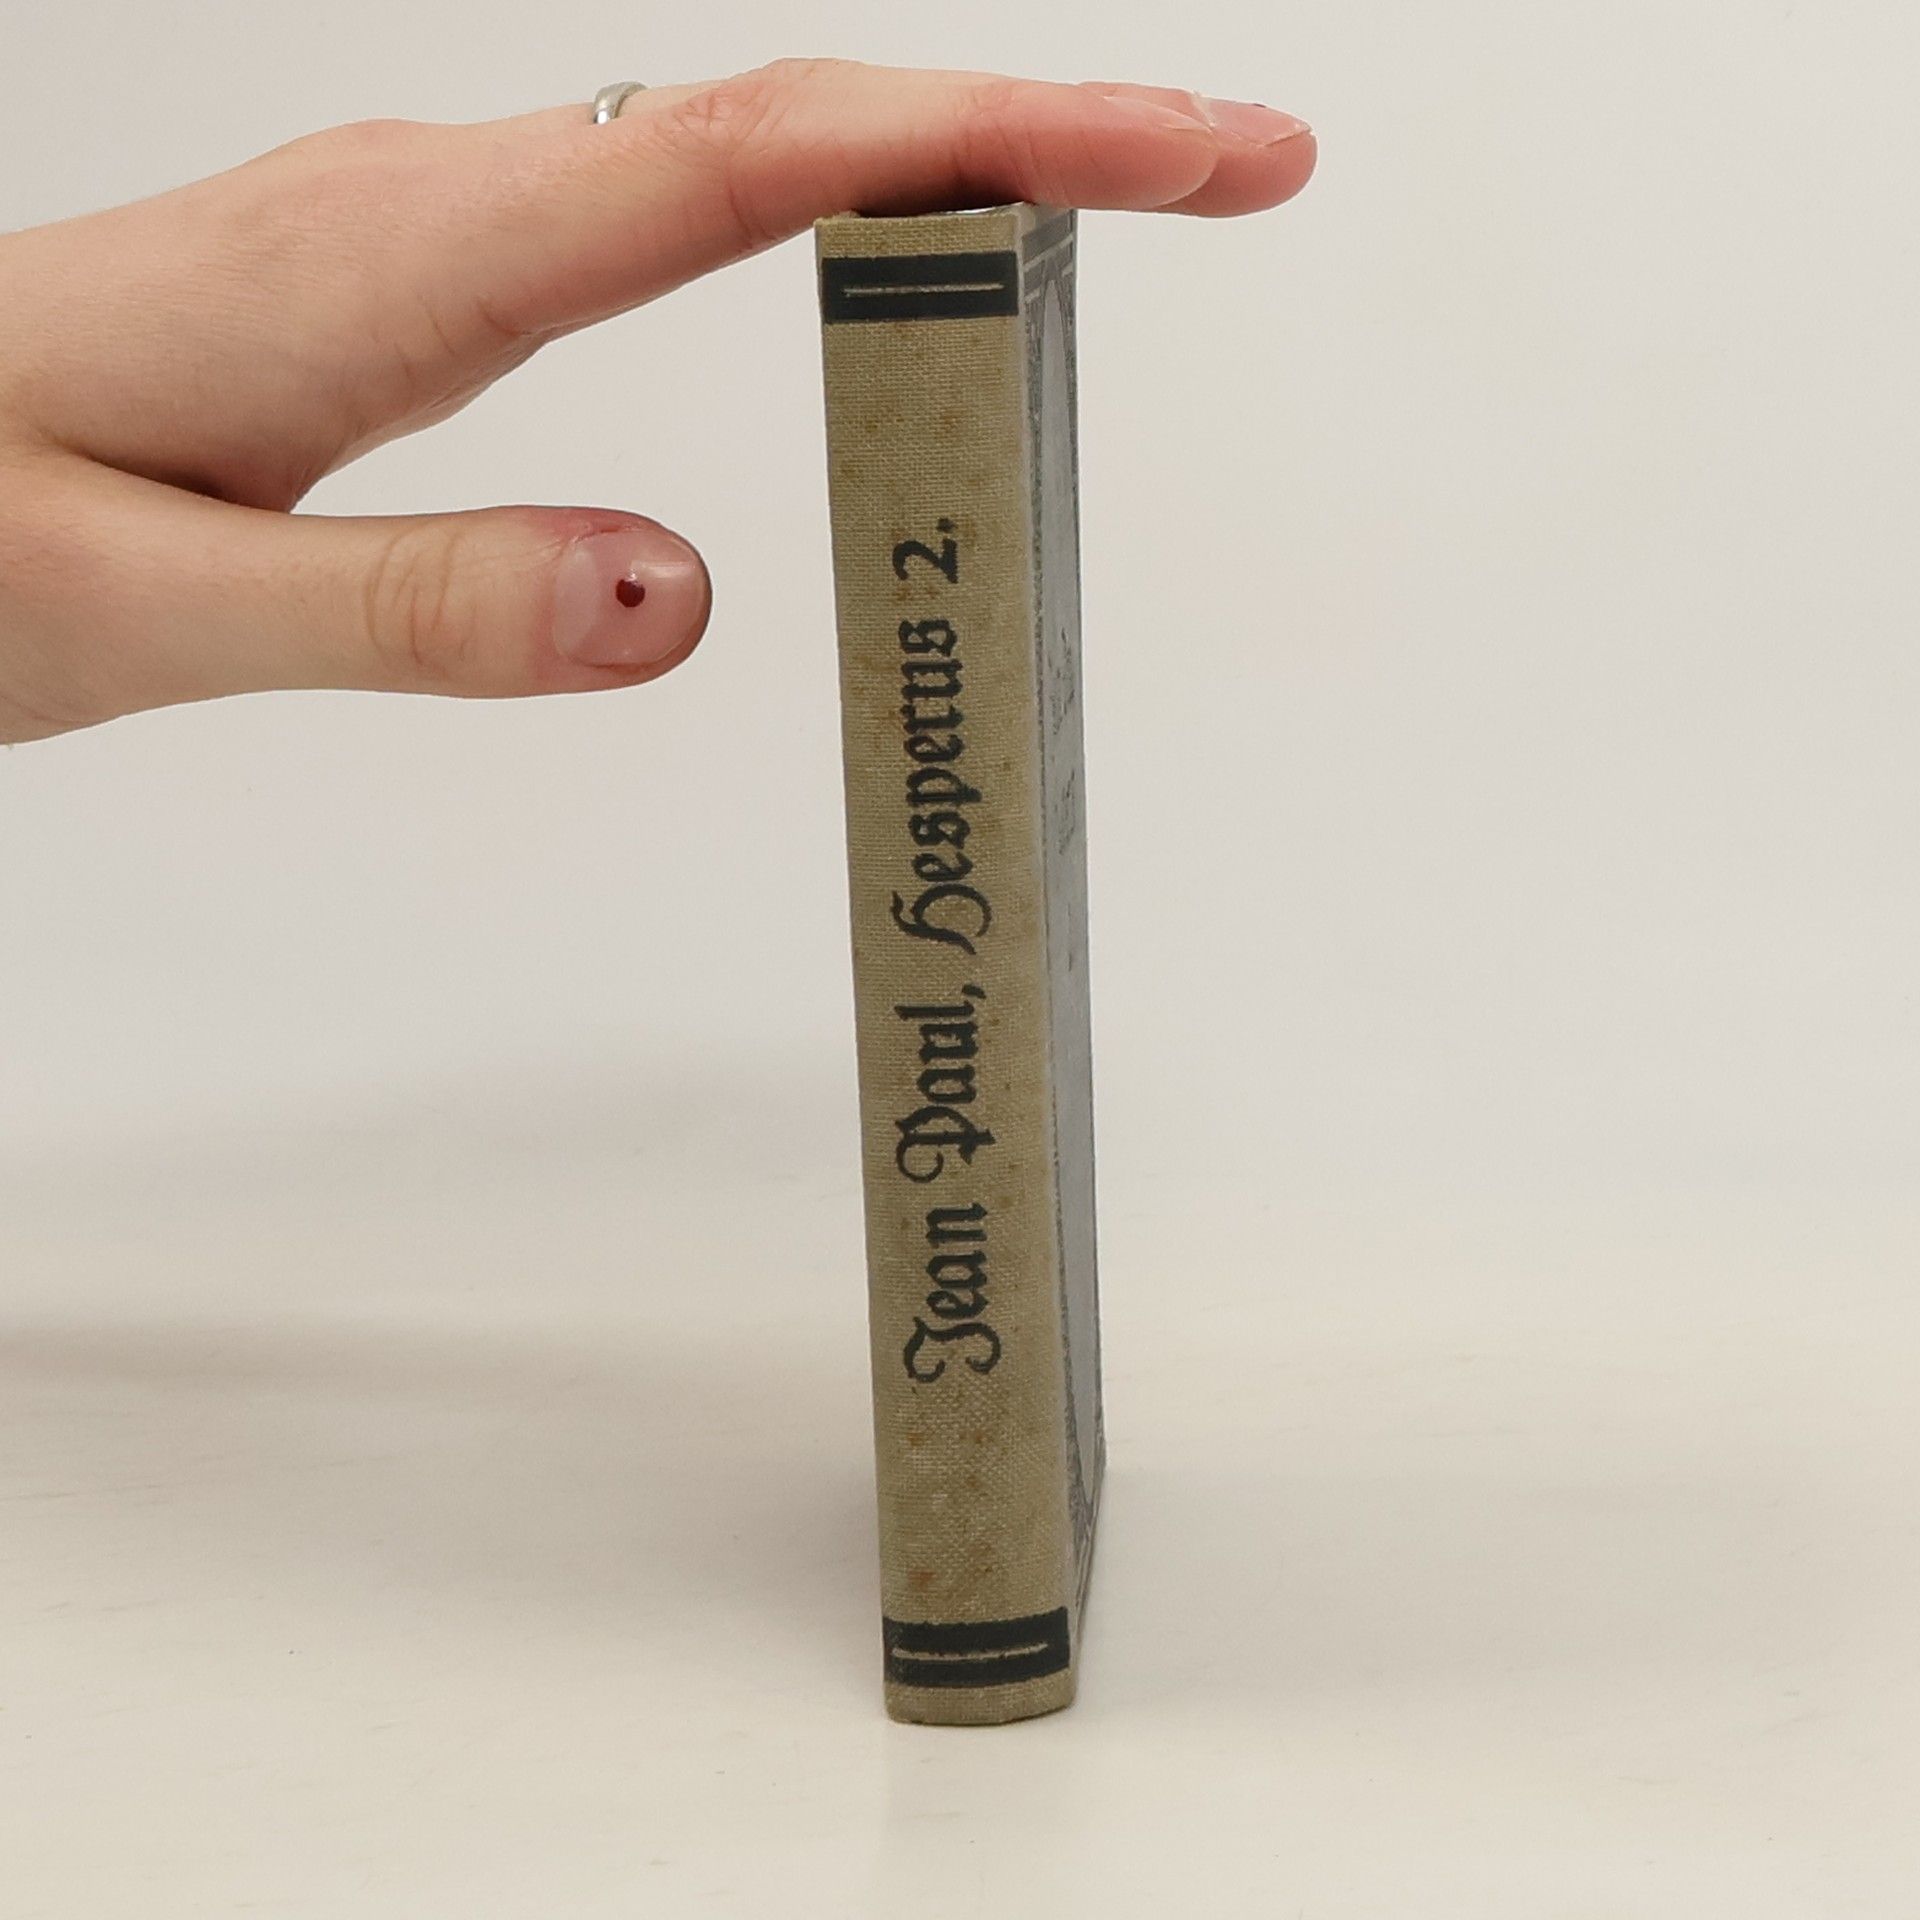 Jean Paul, Hesperus 2.